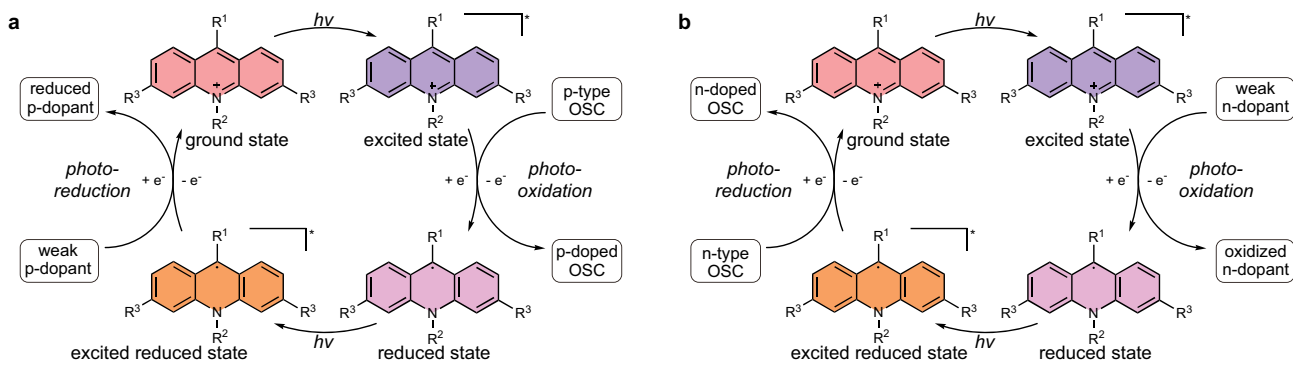 a
R¹
hv
R¹
*
reduced
p-dopant
R³
N
+
R³
R²
ground state
R³
N
+
R³
R²
excited state
p-type
OSC
photo-
reduction
+ e⁻
- e⁻
+ e⁻
- e⁻
photo-
oxidation
weak
p-dopant
R¹
*
R³
N
R³
R²
excited reduced state
hv
R¹
R³
N
R³
R²
reduced state
p-doped
OSC
b
R¹
hv
R¹
*
n-doped
OSC
R³
N
+
R³
R²
ground state
R³
N
+
R³
R²
excited state
weak
n-dopant
photo-
reduction
+ e⁻
- e⁻
+ e⁻
- e⁻
photo-
oxidation
n-type
OSC
R¹
*
R³
N
R³
R²
excited reduced state
hv
R¹
R³
N
R³
R²
reduced state
oxidized
n-dopant